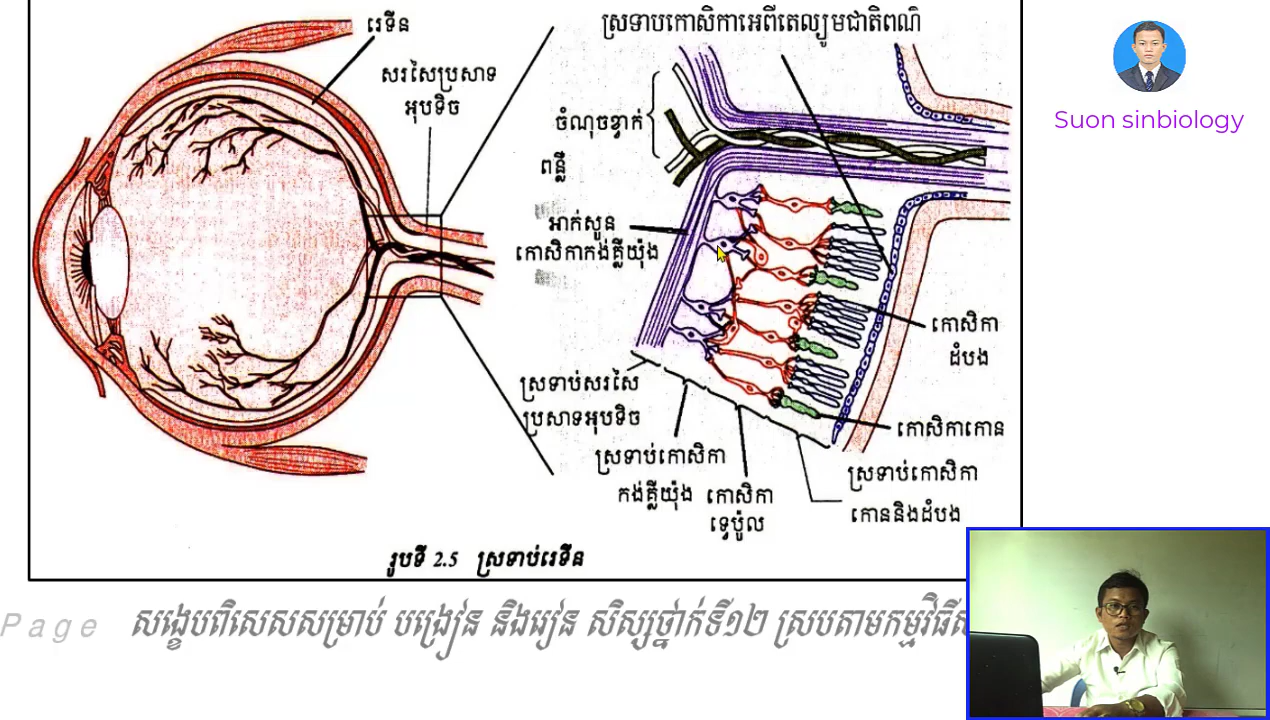 រេទីន
សរសៃប្រសាទ
អុបទិច
ស្រទាបកោសិកាអេពីតេល្យូមជាតិពណ៌
ចំណុចខ្វាក់
ពន្លឺ
អាក់សូន
កោសិកាកង់គ្លីយ៉ុង
ស្រទាប់សរសៃ
ប្រសាទអុបទិច
ស្រទាប់កោសិកា
កង់គ្លីយ៉ុង
កោសិកា
ទ្វេប៉ូល
កោសិកា
ដំបង
កោសិកាកោន
ស្រទាប់កោសិកា
កោននិងដំបង
រូបទី 2.5 ស្រទាប់រេទីន
Suon sinbiology
Page សង្ខេបពិសេសសម្រាប់ បង្រៀន និងរៀន សិស្សថ្នាក់ទី១២ ស្របតាមកម្មវិធី